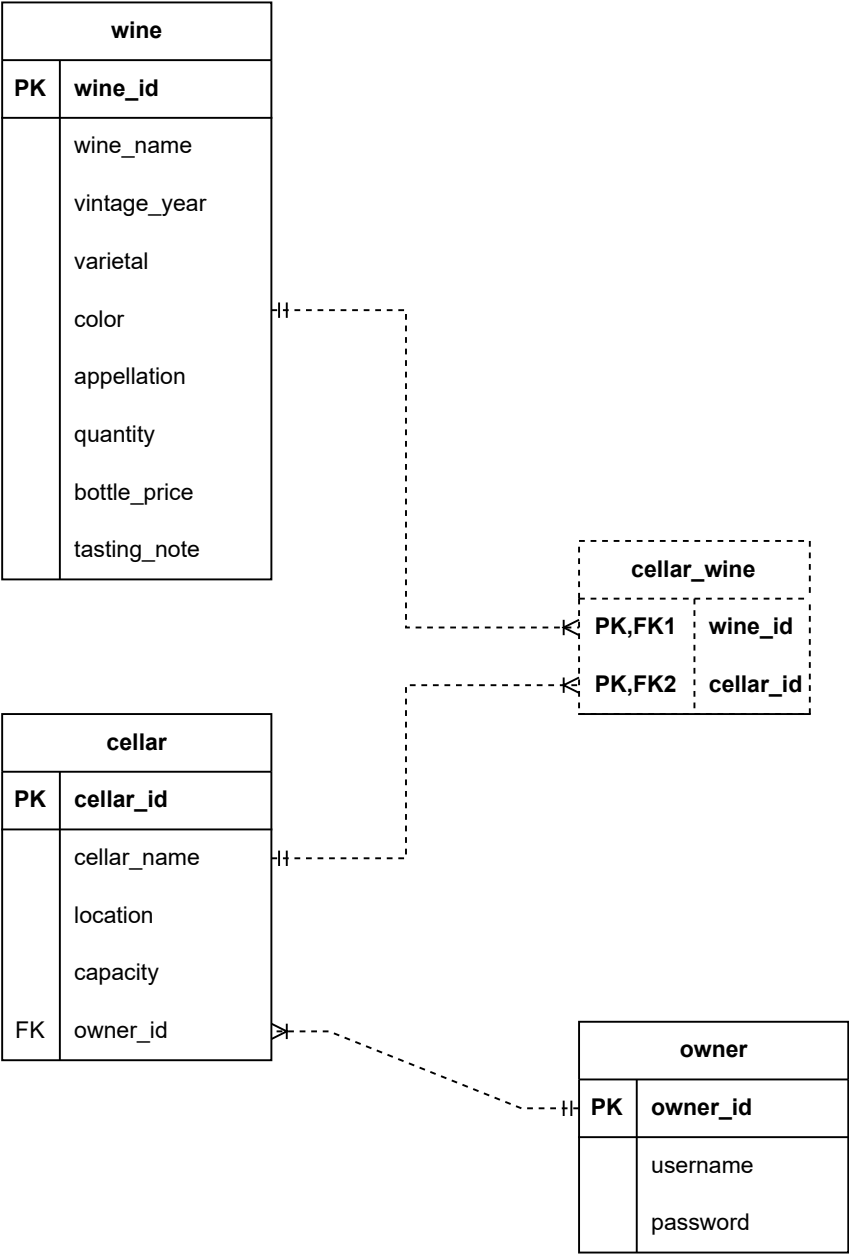 wine
PK wine_id
wine_name
vintage_year
varietal
color
appellation
quantity
bottle_price
tasting_note
cellar_wine
PK,FK1 wine_id
PK,FK2 cellar_id
cellar
PK cellar_id
cellar_name
location
capacity
FK owner_id
owner
PK owner_id
username
password